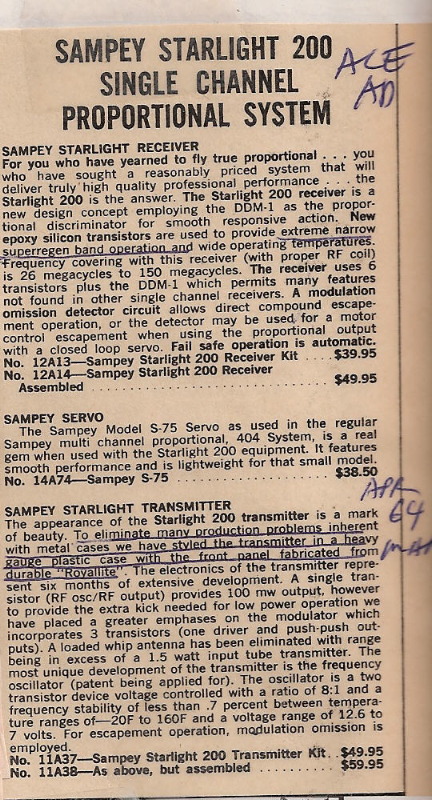 SAMPEY STARLIGHT 200
SINGLE CHANNEL
PROPORTIONAL SYSTEM
ACE
AD
SAMPEY STARLIGHT RECEIVER
For you who have yearned to fly true proportional . . . you
who have sought a reasonably priced system that will
deliver truly high quality professional performance . . . the
Starlight 200 is the answer. The Starlight 200 receiver is a
new design concept employing the DDM-1 as the propor-
tional discriminator for smooth responsive action. New
epoxy silicon transistors are used to provide extreme narrow
superregen band operation and wide operating temperatures.
Frequency covering with this receiver (with proper RF coil)
is 26 megacycles to 150 megacycles. The receiver uses 6
transistors plus the DDM-1 which permits many features
not found in other single channel receivers. A modulation
omission detector circuit allows direct compound escape-
ment operation, or the detector may be used for a motor
control escapement when using the proportional output
with a closed loop servo. Fail safe operation is automatic.
No. 12A13—Sampey Starlight 200 Receiver Kit . . . . $39.95
No. 12A14—Sampey Starlight 200 Receiver
Assembled . . . . . . . . . . . . . . . . . . . . . . . . . . . . . . $49.95
SAMPEY SERVO
The Sampey Model S-75 Servo as used in the regular
Sampey multi channel proportional, 404 System, is a real
gem when used with the Starlight 200 equipment. It features
smooth performance and is lightweight for that small model.
No. 14A74—Sampey S-75 . . . . . . . . . . . . . . . . . . . . $38.50
APR
64
SAMPEY STARLIGHT TRANSMITTER
The appearance of the Starlight 200 transmitter is a mark
of beauty. To eliminate many production problems inherent
with metal cases we have styled the transmitter in a heavy
gauge plastic case with the front panel fabricated from
durable "Royalite". The electronics of the transmitter repre-
sent six months of extensive development. A single tran-
sistor (RF osc/RF output) provides 100 mw output, however
to provide the extra kick needed for low power operation we
have placed a greater emphasis on the modulator which
incorporates 3 transistors (one driver and push-push out-
puts). A loaded whip antenna has been eliminated with range
being in excess of a 1.5 watt input tube transmitter. The
most unique development of the transmitter is the frequency
oscillator (patent being applied for). The oscillator is a two
transistor device voltage controlled with a ratio of 8:1 and a
frequency stability of less than .7 percent between tempera-
ture ranges of—20F to 160F and a voltage range of 12.6 to
7 volts. For escapement operation, modulation omission is
employed.
No. 11A37—Sampey Starlight 200 Transmitter Kit. . $49.95
No. 11A38—As above, but assembled . . . . . . . . . . $59.95